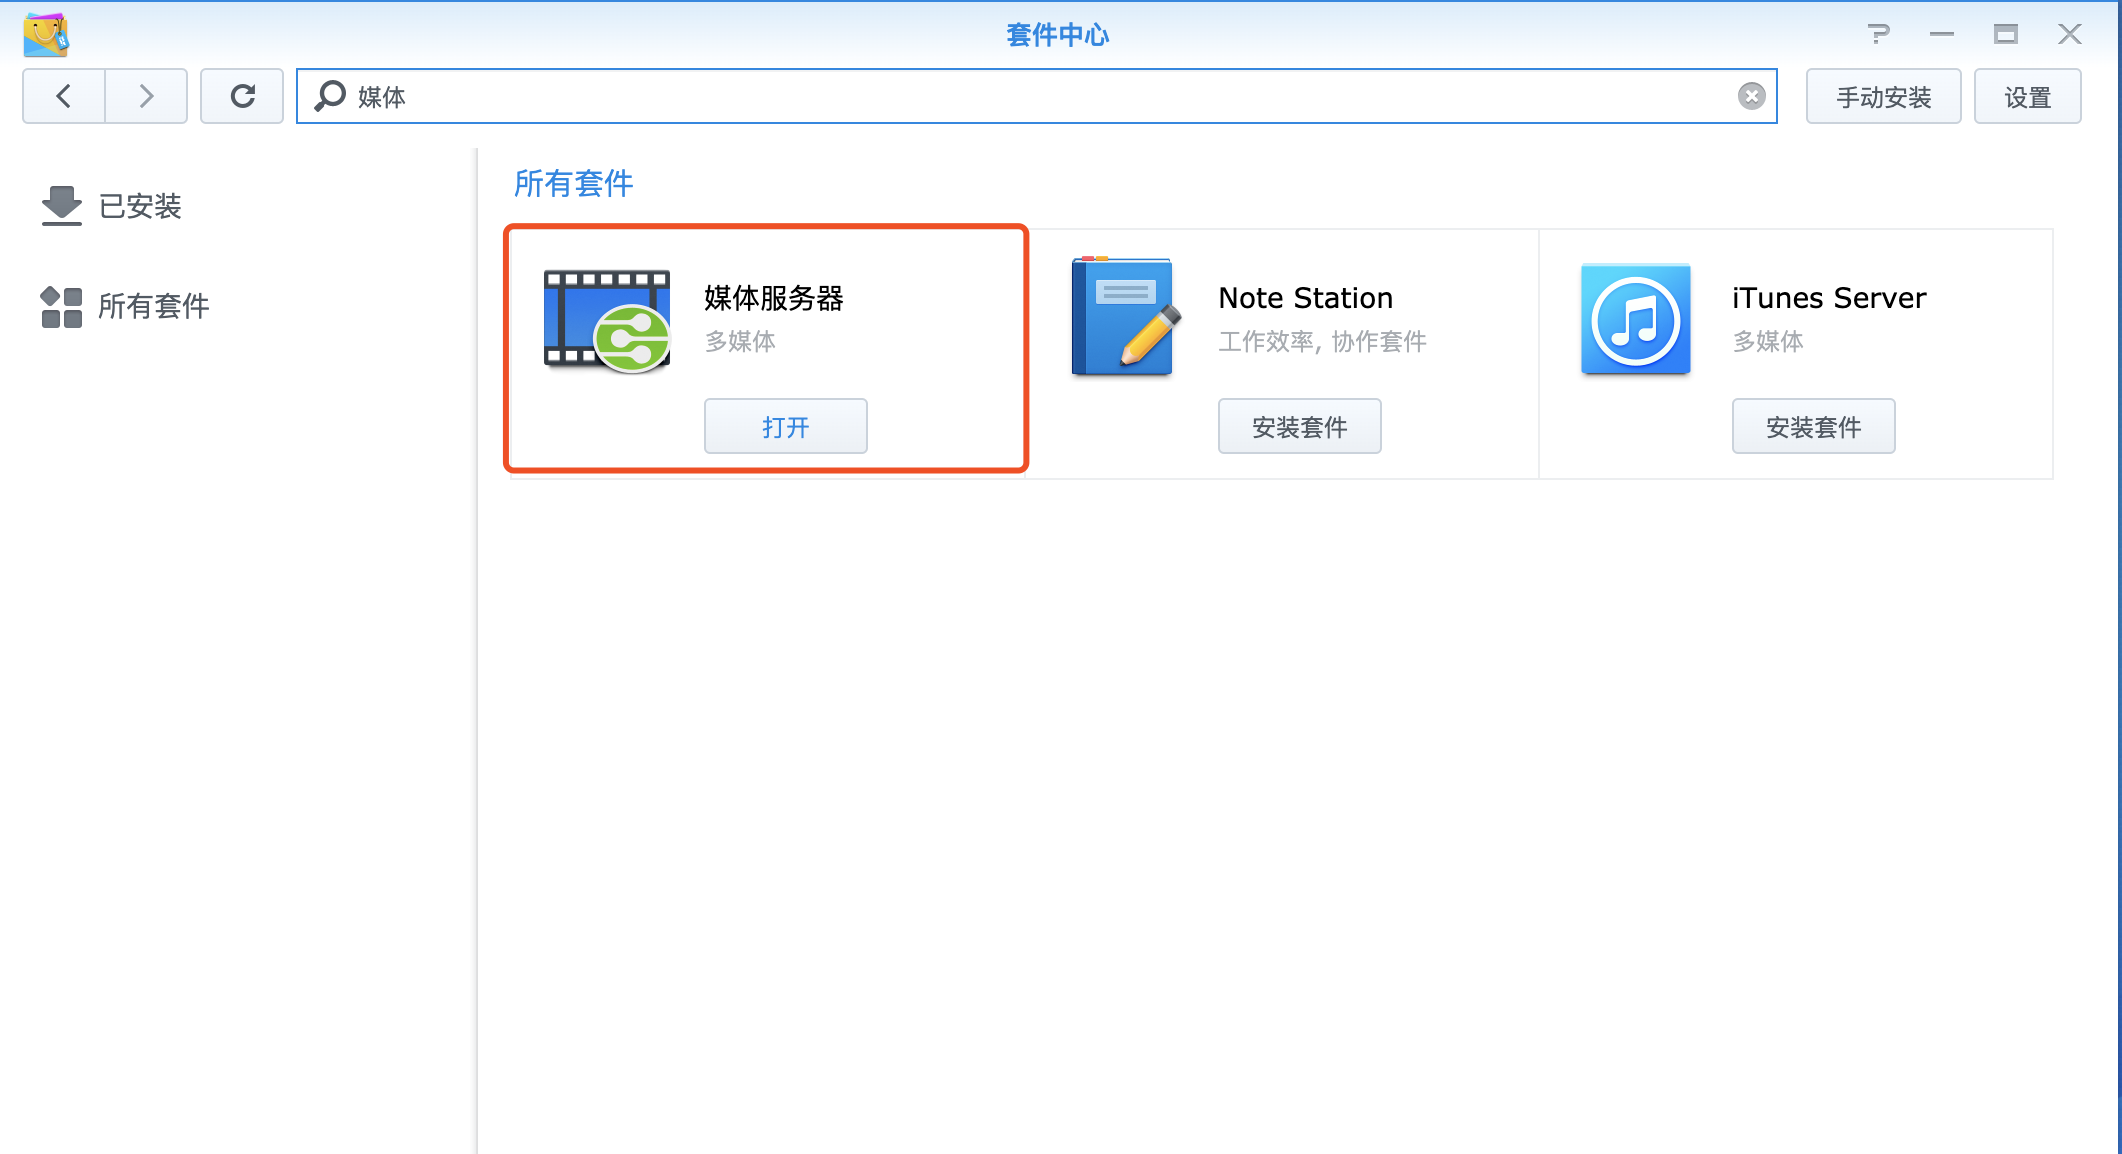 套件中心
媒体
手动安装
设置
已安装
所有套件
所有套件
媒体服务器
多媒体
打开
Note Station
工作效率, 协作套件
安装套件
iTunes Server
多媒体
安装套件